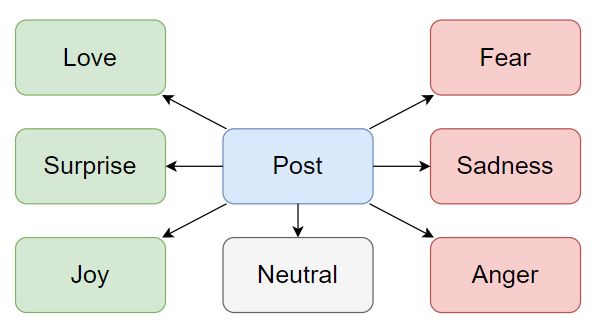 Love
Fear
Surprise
Post
Sadness
Joy
Neutral
Anger